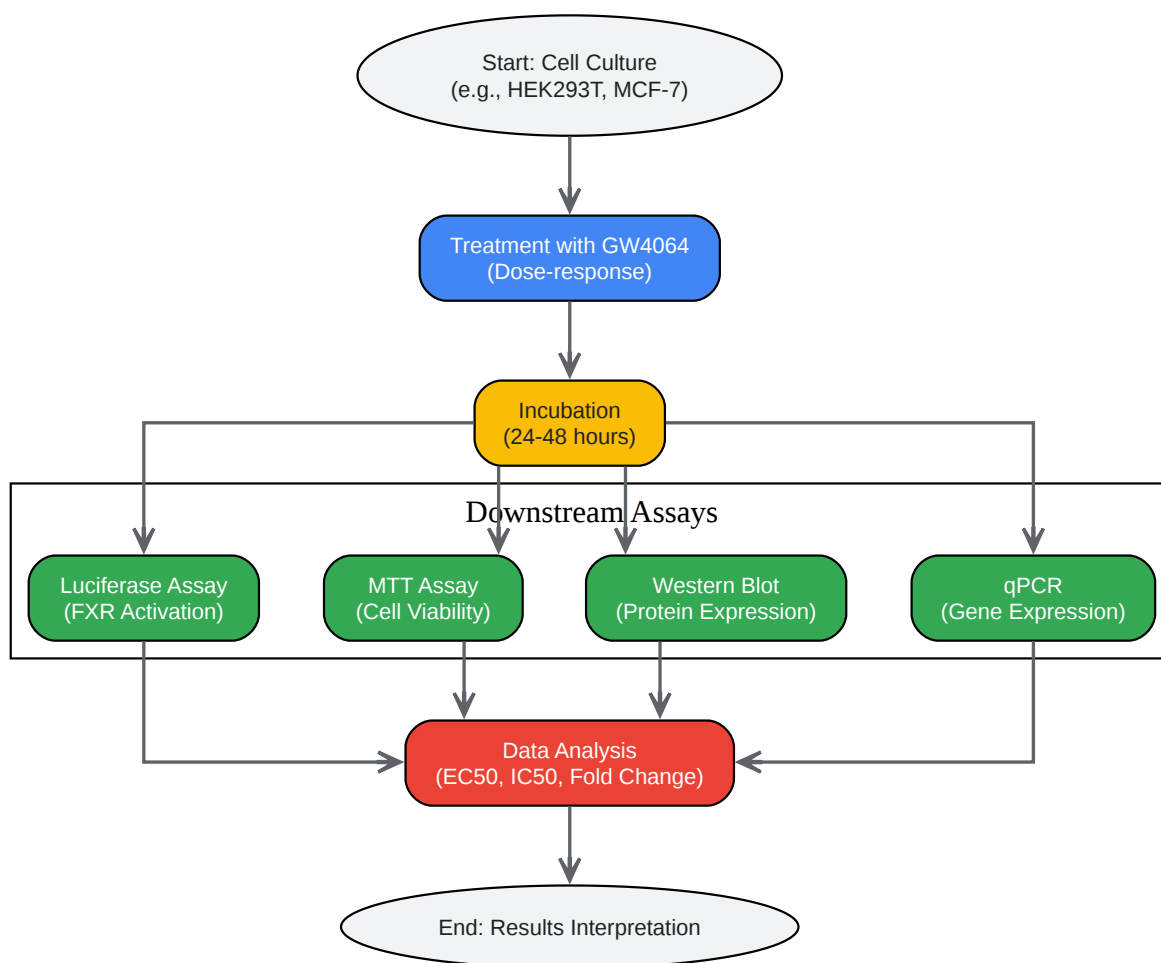 Start: Cell Culture
(e.g., HEK293T, MCF-7)
Treatment with GW4064
(Dose-response)
Incubation
(24-48 hours)
Downstream Assays
Luciferase Assay
(FXR Activation)
MTT Assay
(Cell Viability)
Western Blot
(Protein Expression)
qPCR
(Gene Expression)
Data Analysis
(EC50, IC50, Fold Change)
End: Results Interpretation